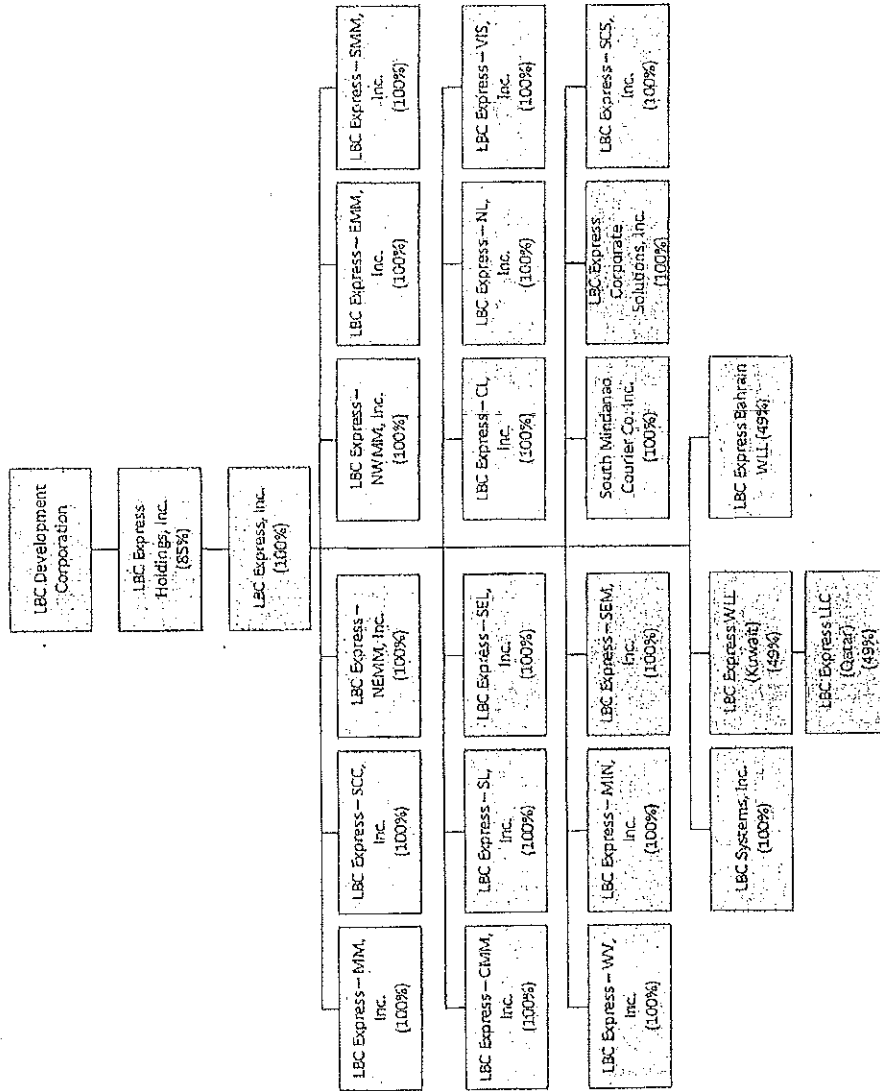 LBC Development
Corporation
LBC Express
Holdings, Inc.
(85%)
LBC Express, Inc.
(100%)
LBC Express – MM,
Inc.
(100%)
LBC Express – SCC,
Inc.
(100%)
LBC Express –
NEMM, Inc.
(100%)
LBC Express –
NWMM, Inc.
(100%)
LBC Express – EMM,
Inc.
(100%)
LBC Express – SMM,
Inc.
(100%)
LBC Express – CMM,
Inc.
(100%)
LBC Express – SL,
Inc.
(100%)
LBC Express – SEL,
Inc.
(100%)
LBC Express – CL,
Inc.
(100%)
LBC Express – NL,
Inc.
(100%)
LBC Express – VIS,
Inc.
(100%)
LBC Express – WV,
Inc.
(100%)
LBC Express – MIN,
Inc.
(100%)
LBC Express – SEM,
Inc.
(100%)
South Mindanao
Courier Co. Inc.
(100%)
LBC Express
Corporate
Solutions, Inc.
(100%)
LBC Express – SCS,
Inc.
(100%)
LBC Systems, Inc.
(100%)
LBC Express WLL
(Kuwait)
(49%)
LBC Express Bahrain
WLL (49%)
LBC Express LLC
(Qatar)
(49%)